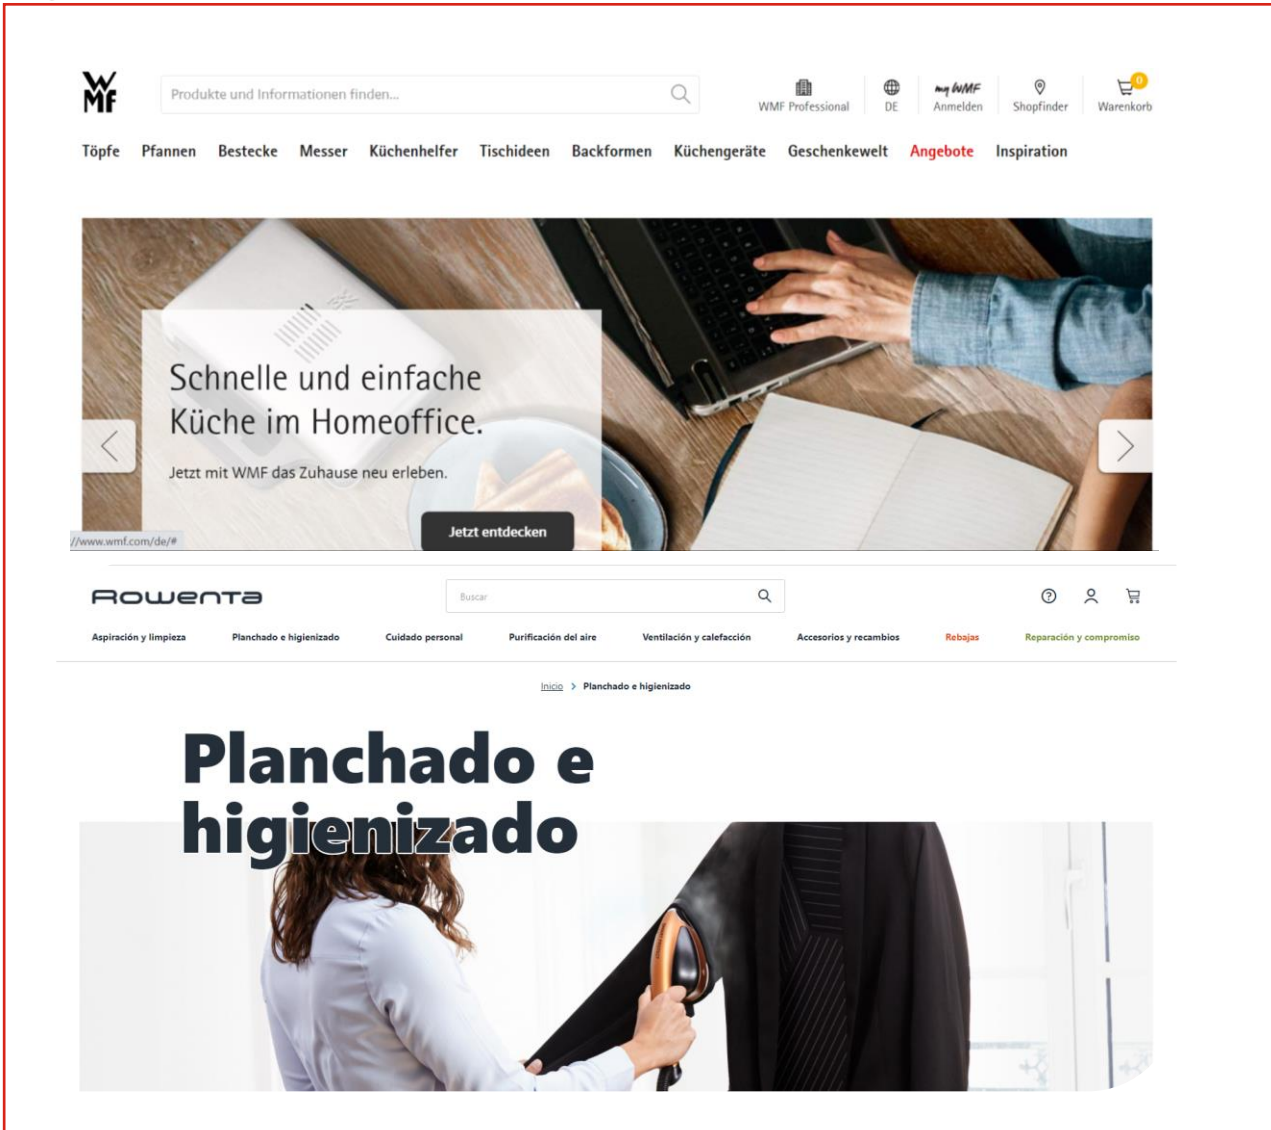 WMF
Produkte und Informationen finden...
WMF Professional
DE
my WMF
Anmelden
Shopfinder
0
Warenkorb
Töpfe Pfannen Bestecke Messer Küchenhelfer Tischideen Backformen Küchengeräte Geschenkewelt Angebote Inspiration
Schnelle und einfache
Küche im Homeoffice.
Jetzt mit WMF das Zuhause neu erleben.
Jetzt entdecken
//www.wmf.com/de/#
Rowenta
Buscar
Aspiración y limpieza Planchado e higienizado Cuidado personal Purificación del aire Ventilación y calefacción Accesorios y recambios Rebajas Reparación y compromiso
Inicio > Planchado e higienizado
Planchado e
higienizado